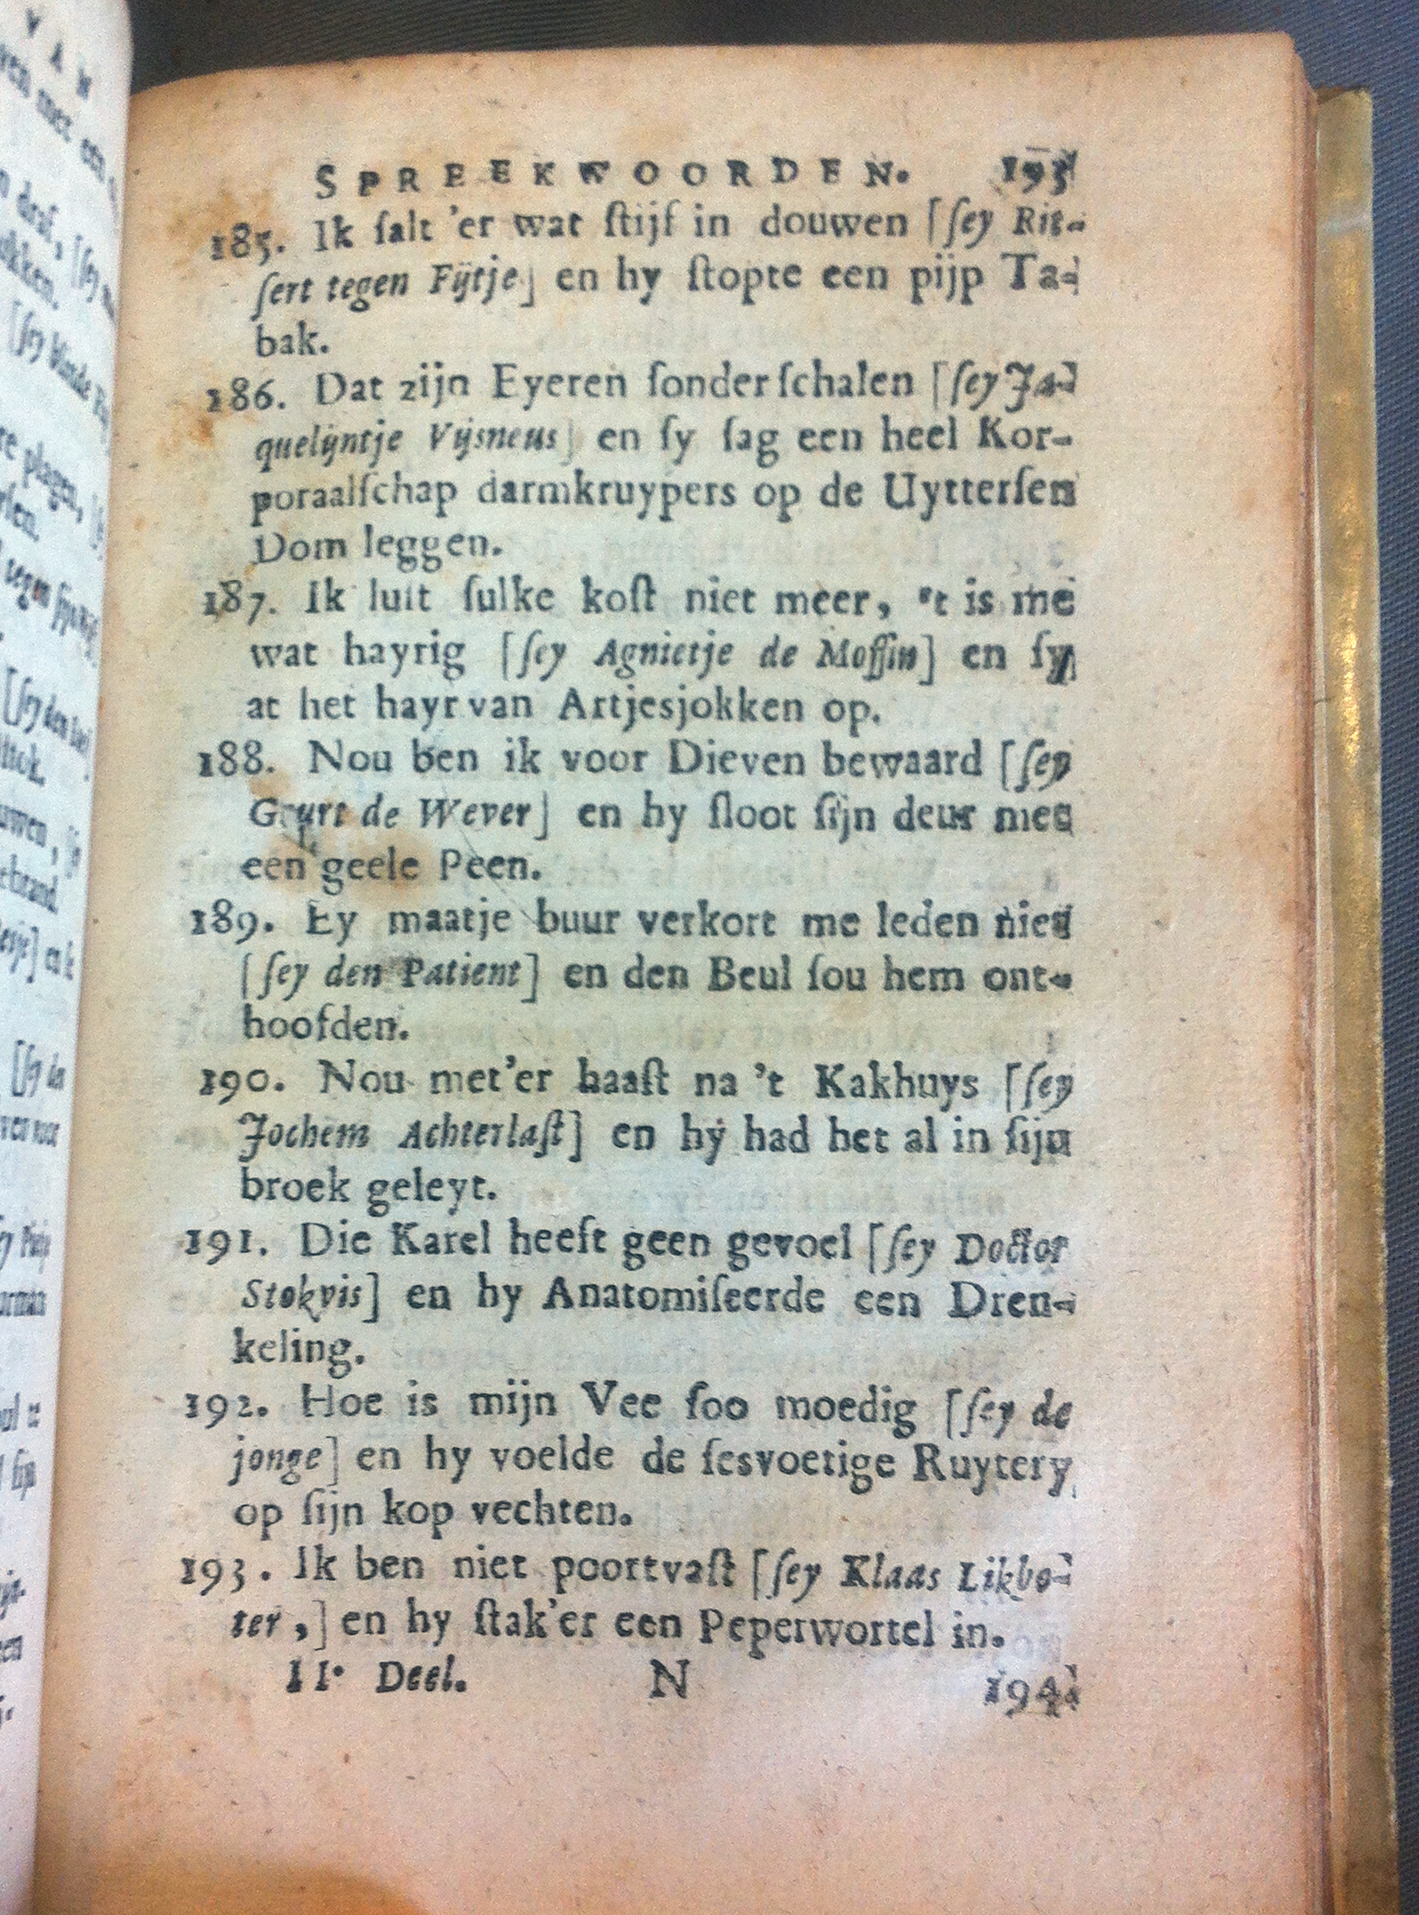 SPREEKWOORDEN. 193
185. Ik ſalt 'er wat ſtijf in douwen [ſey Rit-
ſert tegen Fijtje] en hy ſtopte een pijp Ta-
bak.
186. Dat zijn Eyeren ſonder ſchalen [ſey Ja-
quelijntje Vijsneus] en ſy ſag een heel Kor-
poraalſchap darmkruypers op de Uytterſen
Dom leggen.
187. Ik luſt ſulke koſt niet meer, 't is me
wat hayrig [ſey Agnietje de Moffin] en ſy
at het hayr van Artjesjokken op.
188. Nou ben ik voor Dieven bewaard [ſey
Geurt de Wever] en hy ſloot ſijn deur met
een geele Peen.
189. Ey maatje buur verkort me leden niet
[ſey den Patient] en den Beul ſou hem ont-
hoofden.
190. Nou met'er haaſt na 't Kakhuys [ſey
Jochem Achterlaſt] en hy had het al in ſijn
broek geleyt.
191. Die Karel heeft geen gevoel [ſey Doctor
Stokvis] en hy Anatomiſeerde een Dren-
keling.
192. Hoe is mijn Vee ſoo moedig [ſey de
jonge] en hy voelde de ſesvoetige Ruytery
op ſijn kop vechten.
193. Ik ben niet poortvaſt [ſey Klaas Likbo-
ter,] en hy ſtak'er een Peperwortel in.
II. Deel. N 194.